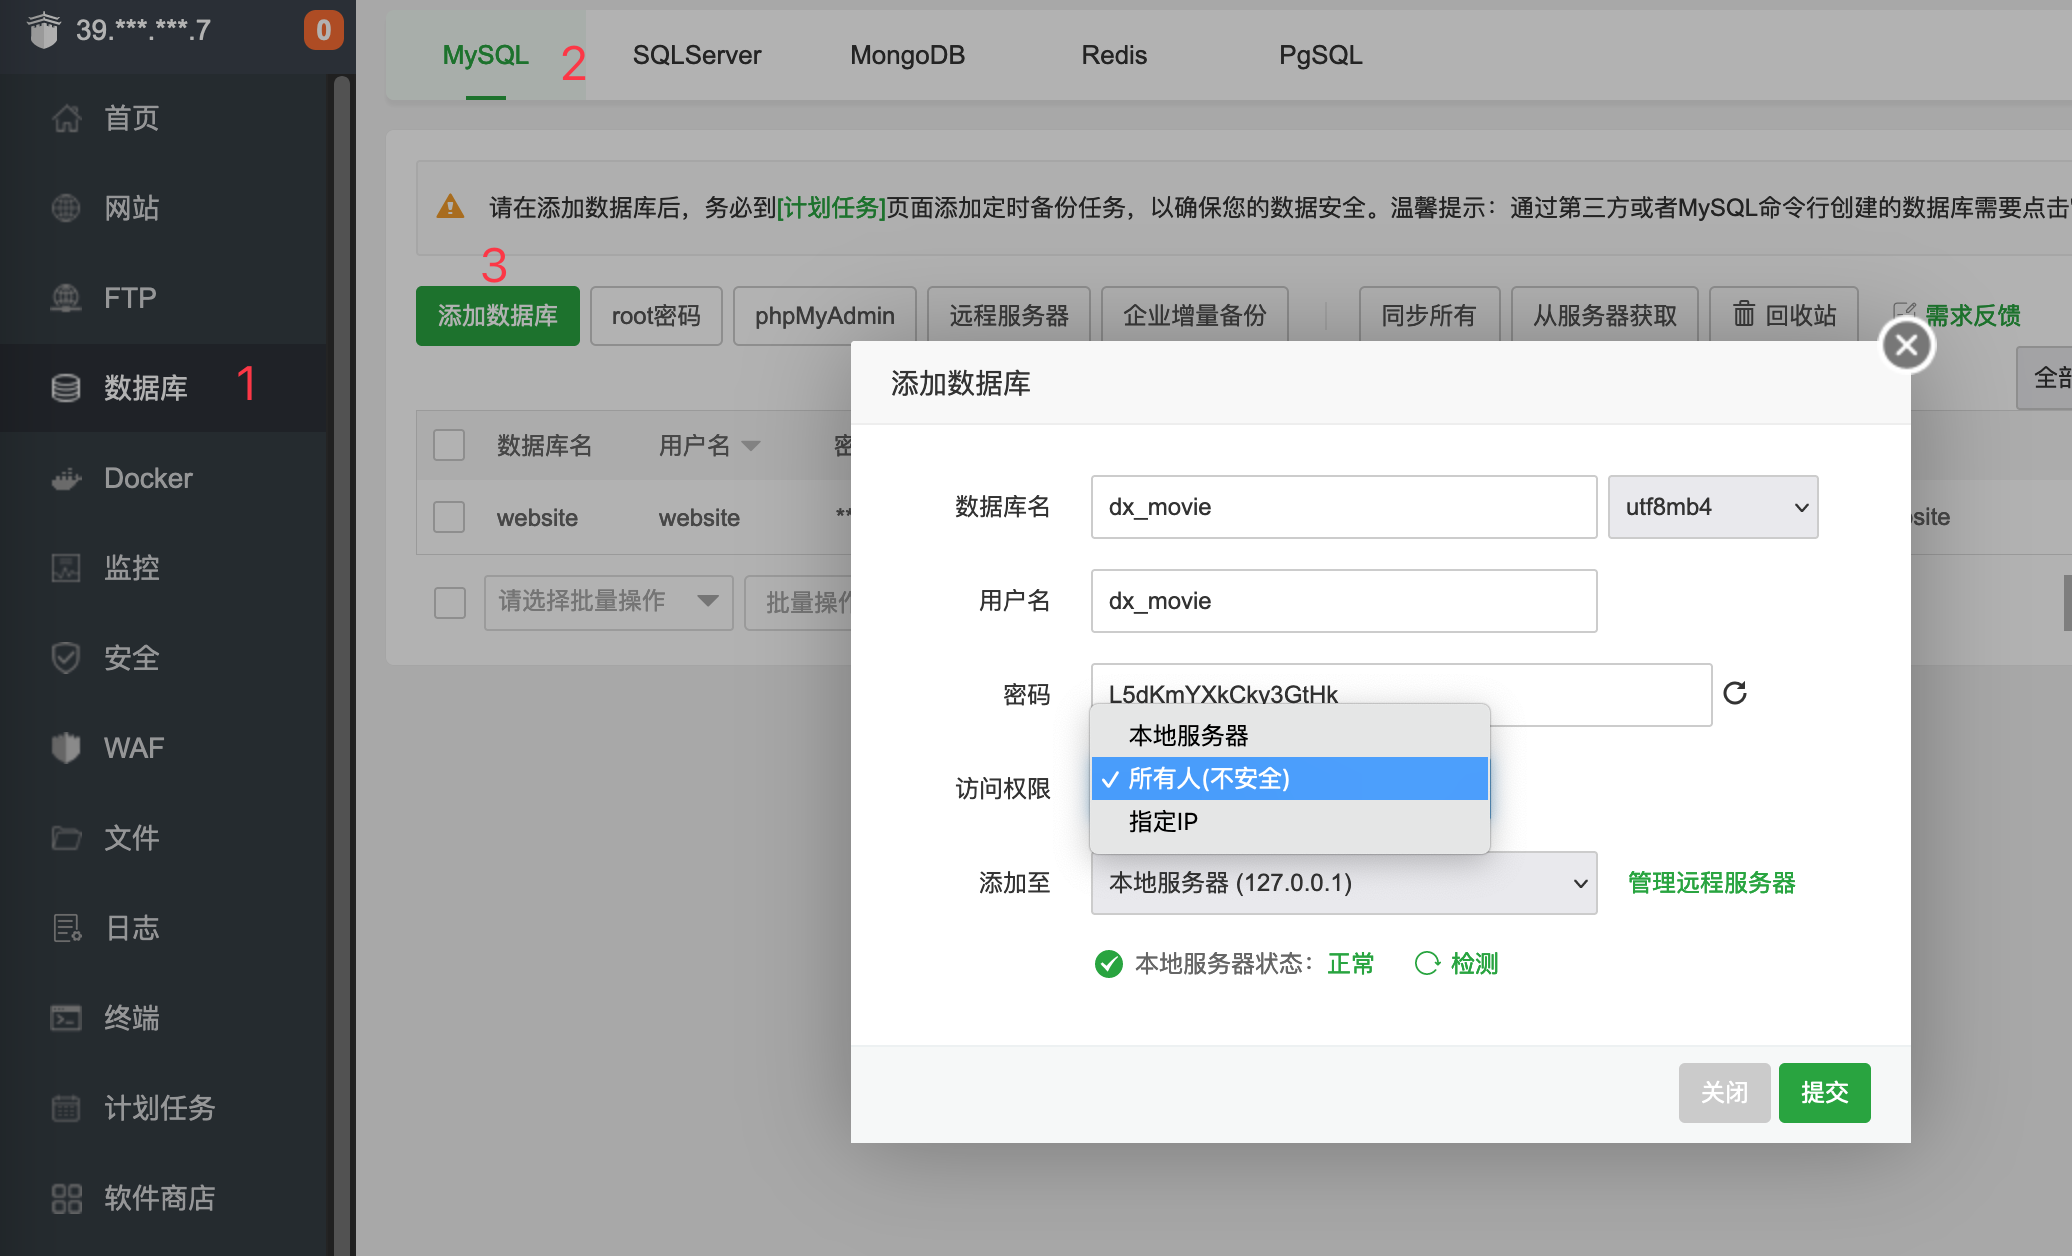 39.***.***.7
0
首页
网站
FTP
数据库 1
Docker
监控
安全
WAF
文件
日志
终端
计划任务
软件商店
MySQL 2 SQLServer MongoDB Redis PgSQL
请在添加数据库后，务必到[计划任务]页面添加定时备份任务，以确保您的数据安全。温馨提示：通过第三方或者MySQL命令行创建的数据库需要点击
3
添加数据库 root密码 phpMyAdmin 远程服务器 企业增量备份 同步所有 从服务器获取 回收站 需求反馈
全部
数据库名 用户名 密
website website ** site
请选择批量操作 批量操作
添加数据库
数据库名 dx_movie utf8mb4
用户名 dx_movie
密码 L5dKmYXkCky3GtHk
本地服务器
访问权限 所有人(不安全)
指定IP
添加至 本地服务器 (127.0.0.1) 管理远程服务器
本地服务器状态：正常 检测
关闭 提交